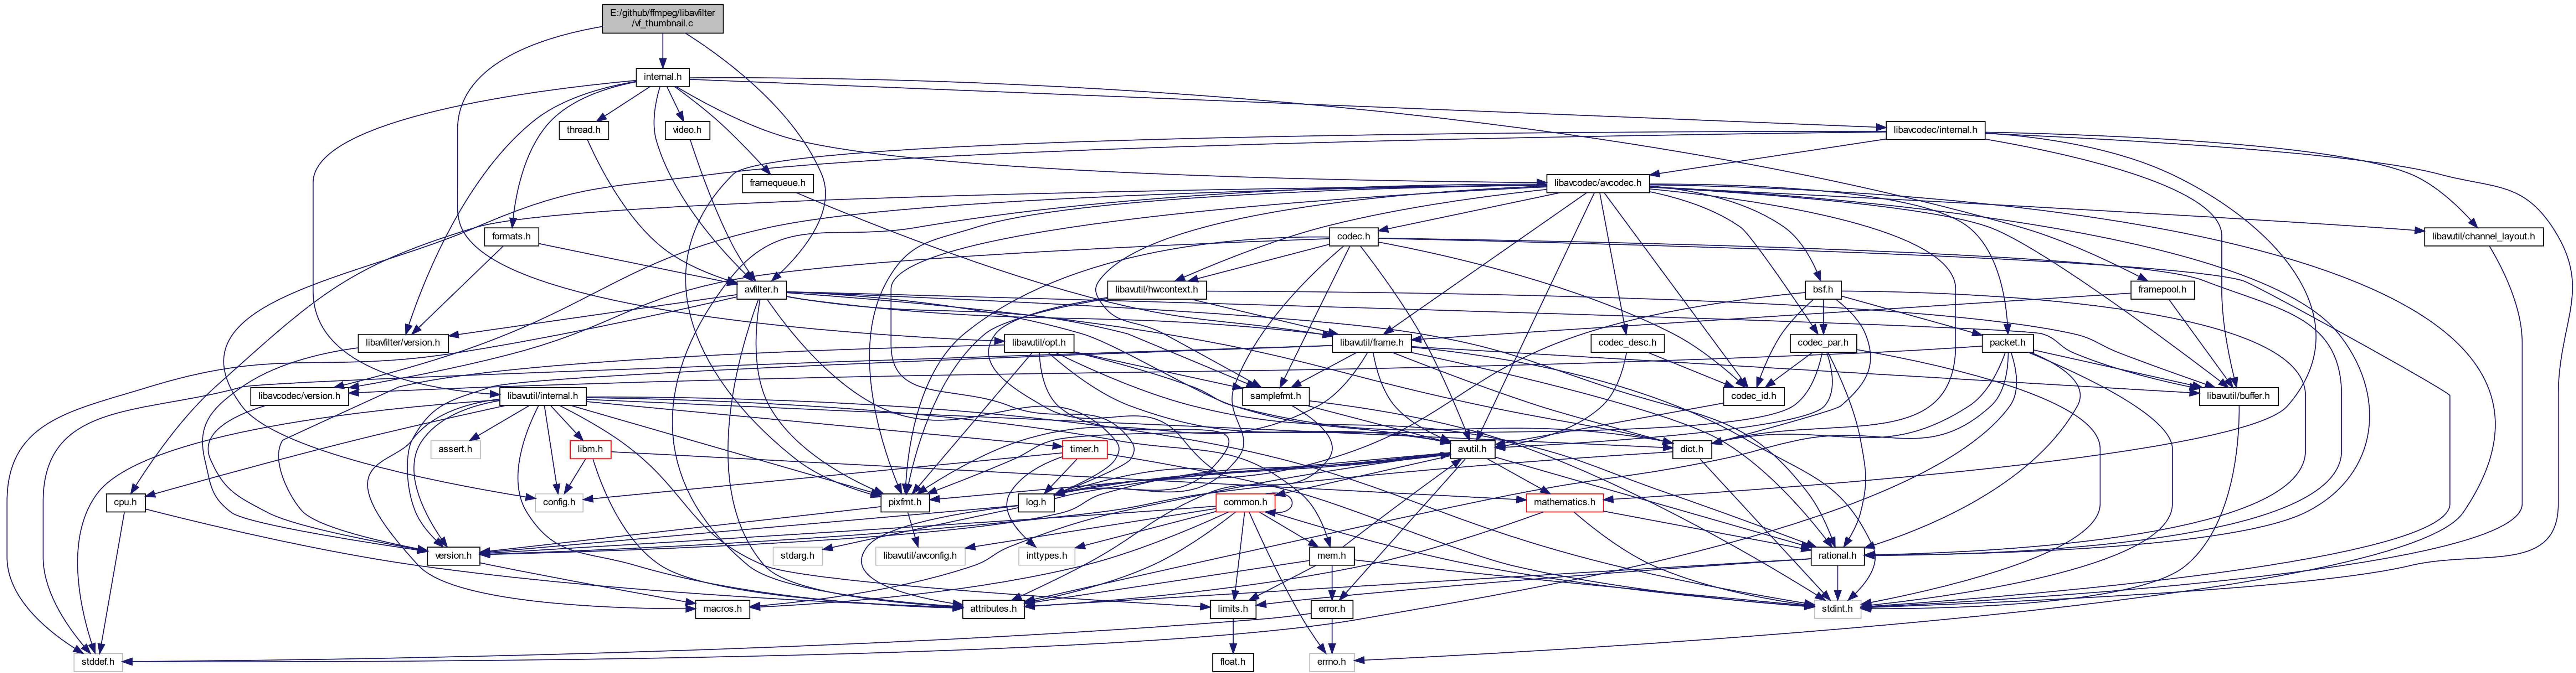 E:/github/ffmpeg/libavfilter
/vf_thumbnail.c
internal.h
thread.h
video.h
libavcodec/internal.h
framequeue.h
libavcodec/avcodec.h
formats.h
codec.h
libavutil/channel_layout.h
avfilter.h
libavutil/hwcontext.h
bsf.h
framepool.h
libavfilter/version.h
libavutil/opt.h
libavutil/frame.h
codec_desc.h
codec_par.h
packet.h
libavcodec/version.h
libavutil/internal.h
samplefmt.h
codec_id.h
libavutil/buffer.h
assert.h
libm.h
timer.h
avutil.h
dict.h
cpu.h
config.h
pixfmt.h
log.h
common.h
mathematics.h
version.h
stdarg.h
libavutil/avconfig.h
inttypes.h
mem.h
rational.h
macros.h
attributes.h
limits.h
error.h
stdint.h
stddef.h
float.h
errno.h